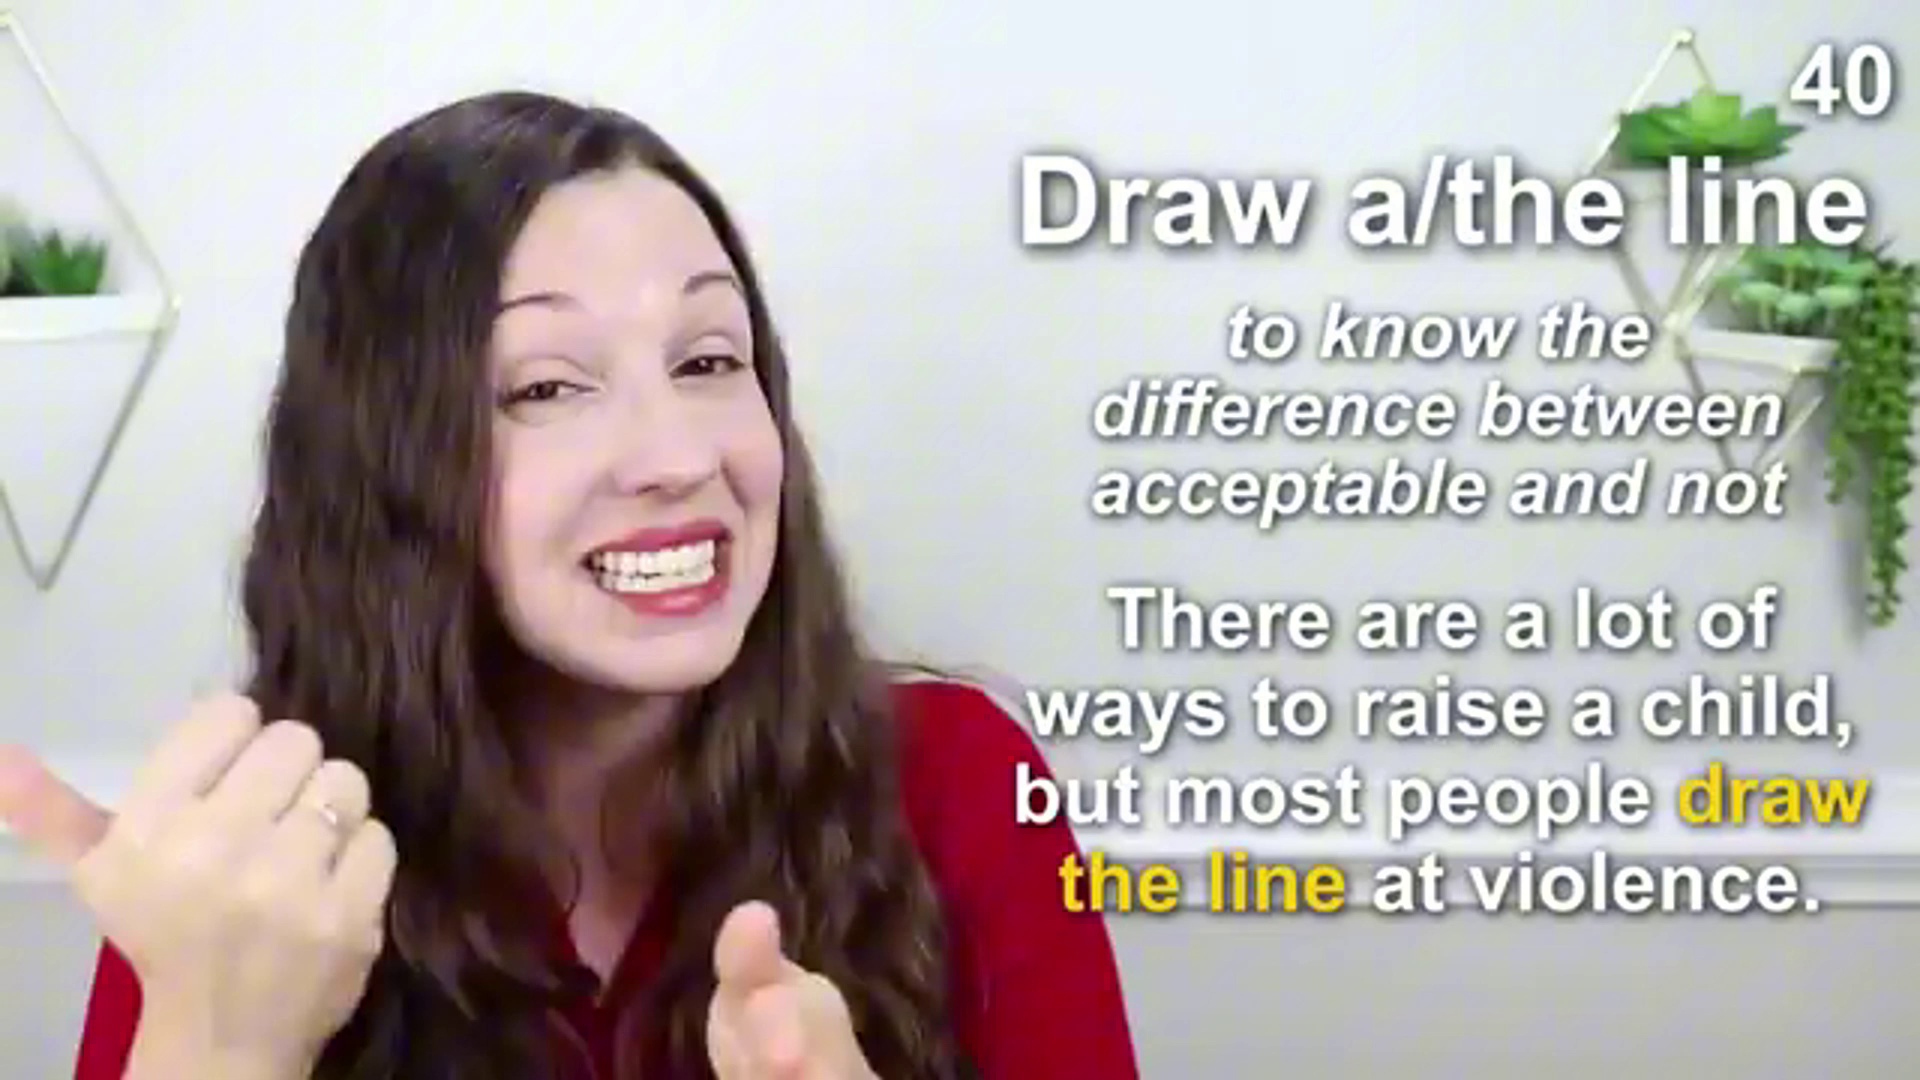 40
Draw a/the line
to know the
difference between
acceptable and not
There are a lot of
ways to raise a child,
but most people draw
the line at violence.